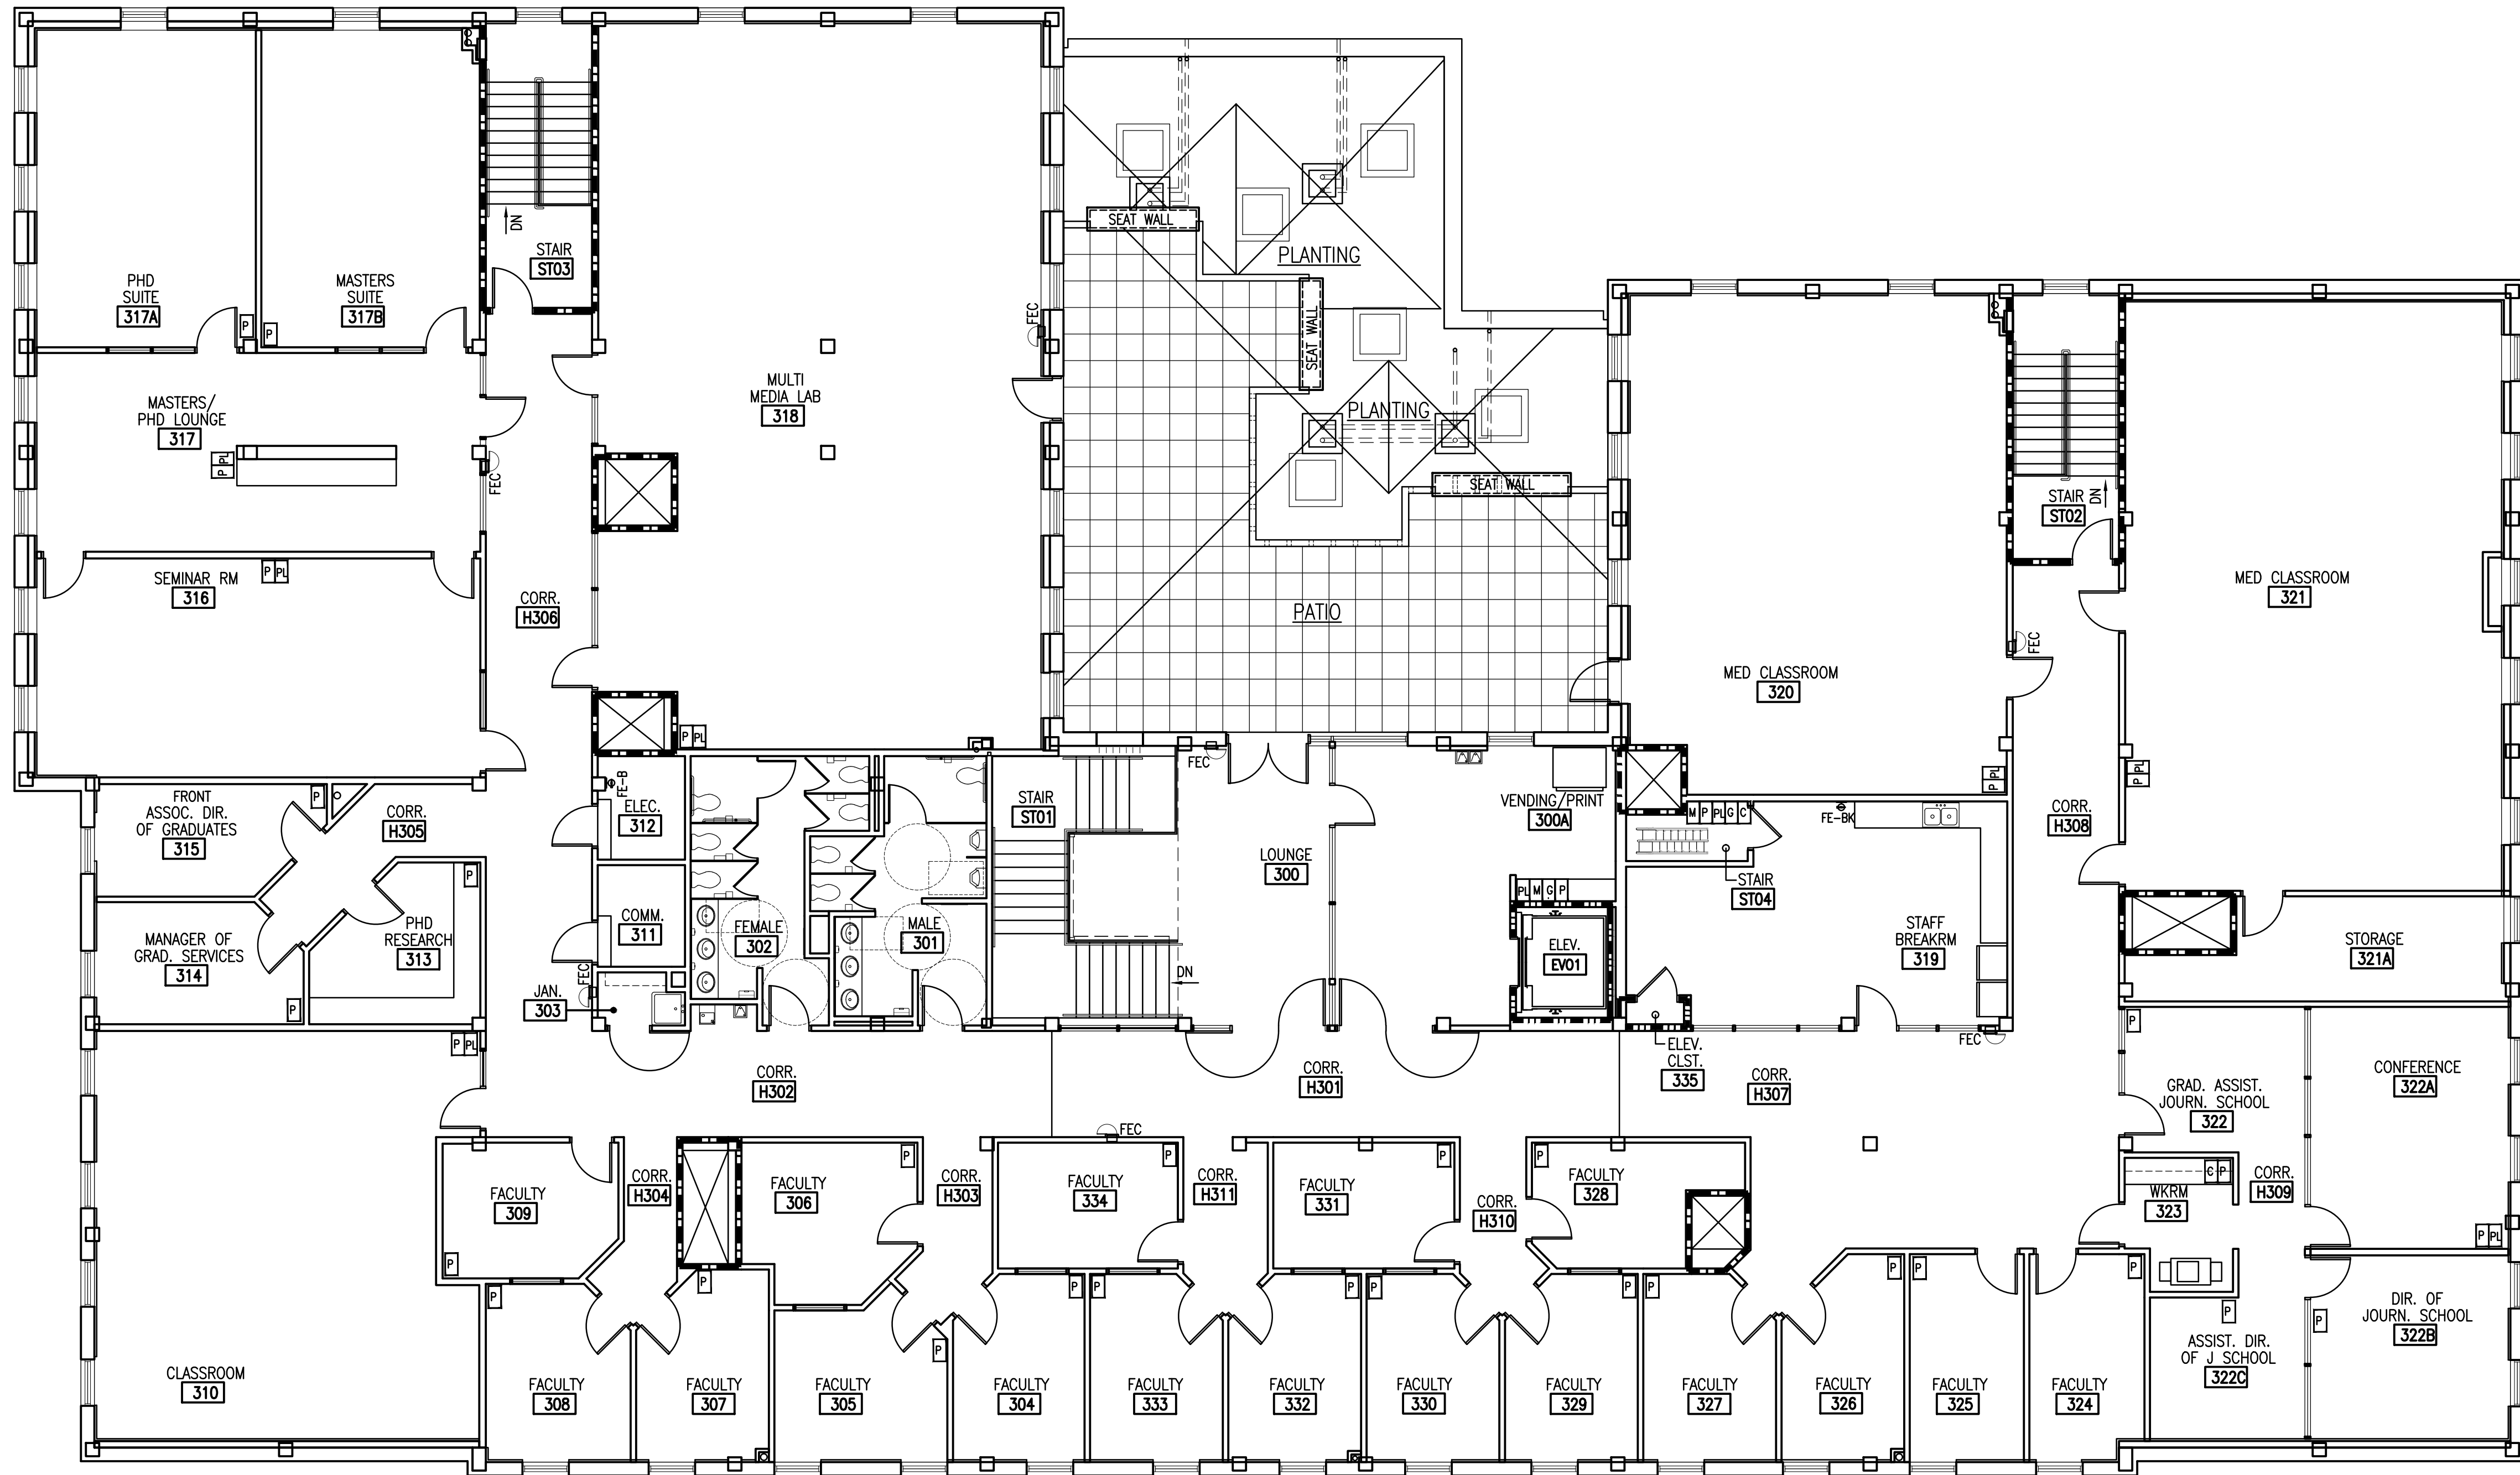 PHD
SUITE
317A
P
MASTERS
SUITE
317B
P
DN
STAIR
ST03
FEC
MULTI
MEDIA LAB
318
SEAT WALL
PLANTING
SEAT WALL
PLANTING
SEAT WALL
PATIO
MASTERS/
PHD LOUNGE
317
P PL
FEC
SEMINAR RM
316
P PL
CORR.
H306
P PL
STAIR
ST02
DN
MED CLASSROOM
321
FEC
MED CLASSROOM
320
P PL
P PL
FRONT
ASSOC. DIR.
OF GRADUATES
315
P
CORR.
H305
FE-B
ELEC.
312
STAIR
ST01
FEC
VENDING/PRINT
300A
LOUNGE
300
M P PL G C
FE-BK
STAIR
ST04
CORR.
H308
PL M G P
MANAGER OF
GRAD. SERVICES
314
P
P
PHD
RESEARCH
313
COMM.
311
FEMALE
302
MALE
301
DN
ELEV.
EV01
STAFF
BREAKRM
319
STORAGE
321A
JAN.
303
FEC
P PL
FEC
ELEV.
CLST.
335
CORR.
H302
CORR.
H301
CORR.
H307
FEC
P
GRAD. ASSIST.
JOURN. SCHOOL
322
CONFERENCE
322A
P PL
FACULTY
309
P
CORR.
H304
FACULTY
306
P
CORR.
H303
FACULTY
334
P
CORR.
H311
FACULTY
331
P
CORR.
H310
P
FACULTY
328
C P
WKRM
323
CORR.
H309
CLASSROOM
310
P
FACULTY
308
P
FACULTY
307
P
FACULTY
305
P
FACULTY
304
P
FACULTY
333
P
FACULTY
332
P
FACULTY
330
P
FACULTY
329
P
FACULTY
327
P
FACULTY
326
P
FACULTY
325
P
FACULTY
324
P
ASSIST. DIR.
OF J SCHOOL
322C
P
DIR. OF
JOURN. SCHOOL
322B